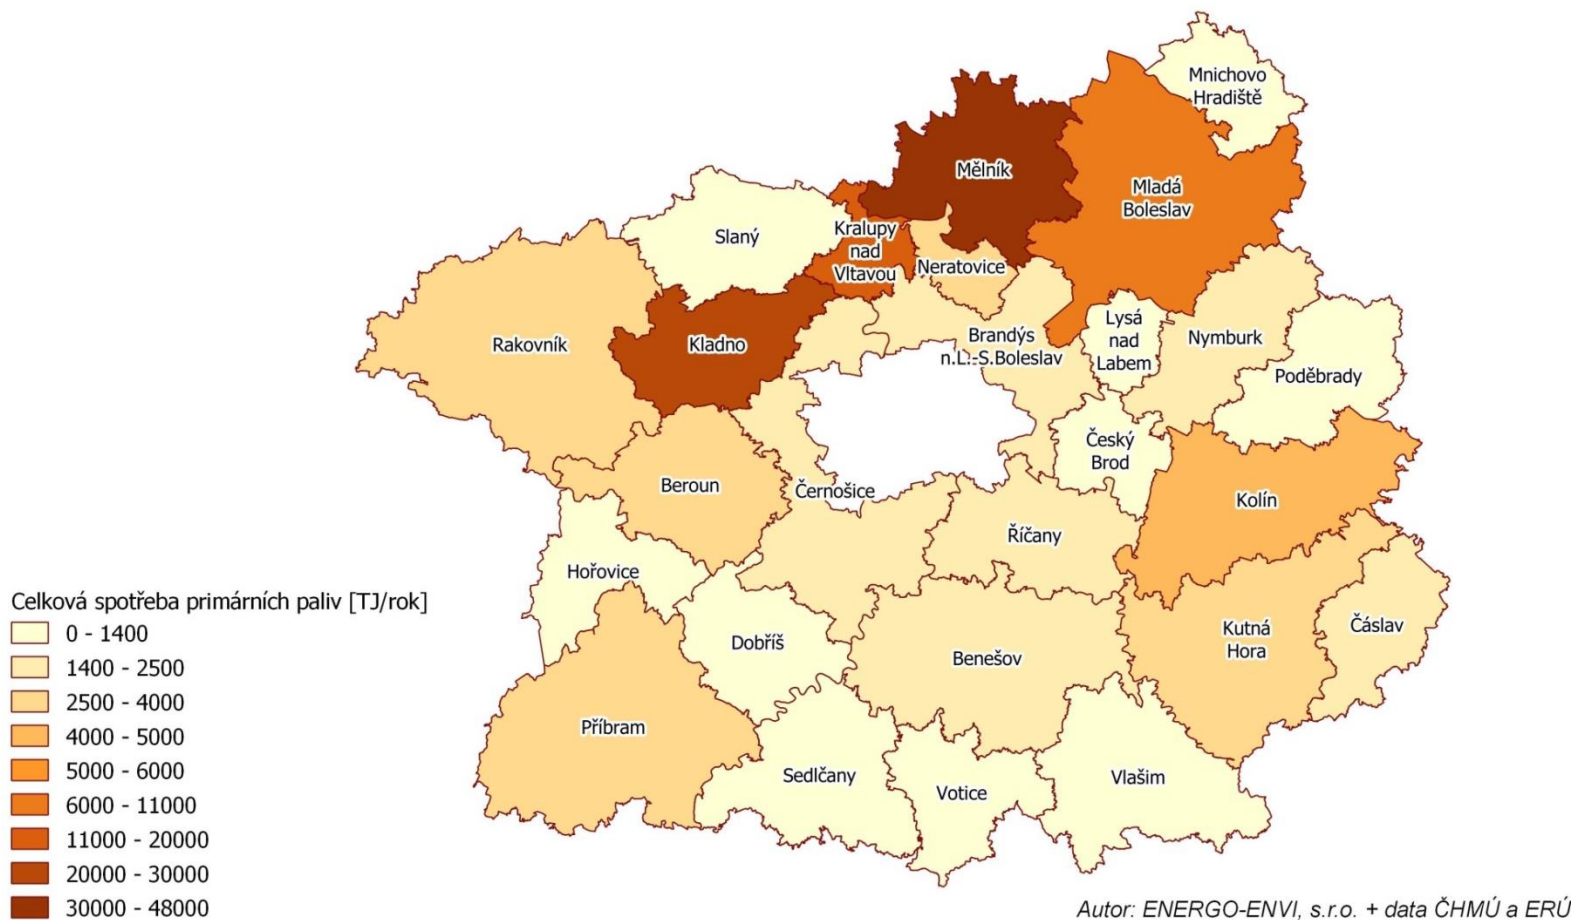 Mnichovo
Hradiště
Mělník
Mladá
Boleslav
Slaný
Kralupy
nad
Vltavou
Neratovice
Rakovník
Kladno
Brandýs
n.L.-S.Boleslav
Lysá
nad
Labem
Nymburk
Poděbrady
Český
Brod
Beroun
Černošice
Kolín
Říčany
Hořovice
Dobříš
Benešov
Kutná
Hora
Čáslav
Příbram
Sedlčany
Votice
Vlašim
Celková spotřeba primárních paliv [TJ/rok]
0 - 1400
1400 - 2500
2500 - 4000
4000 - 5000
5000 - 6000
6000 - 11000
11000 - 20000
20000 - 30000
30000 - 48000
Autor: ENERGO-ENVI, s.r.o. + data ČHMÚ a ERÚ